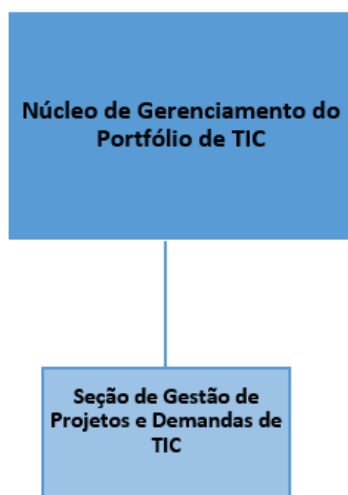 Núcleo de Gerenciamento do
Portfólio de TIC
Seção de Gestão de
Projetos e Demandas de
TIC